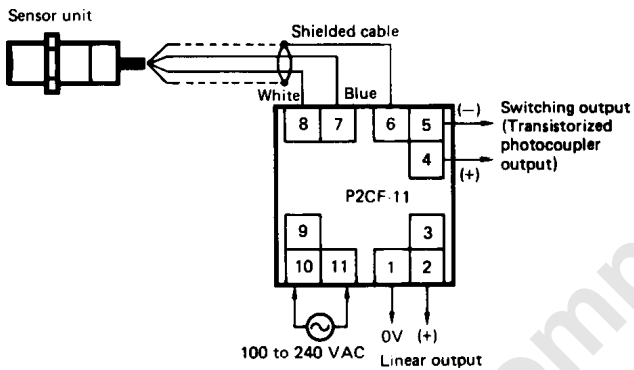 Sensor unit
Shielded cable
White
Blue
8 7 6 5
(−)
Switching output
(Transistorized
photocoupler
output)
4
(+)
P2CF-11
9
3
10 11 1 2
100 to 240 VAC
0V (+)
Linear output